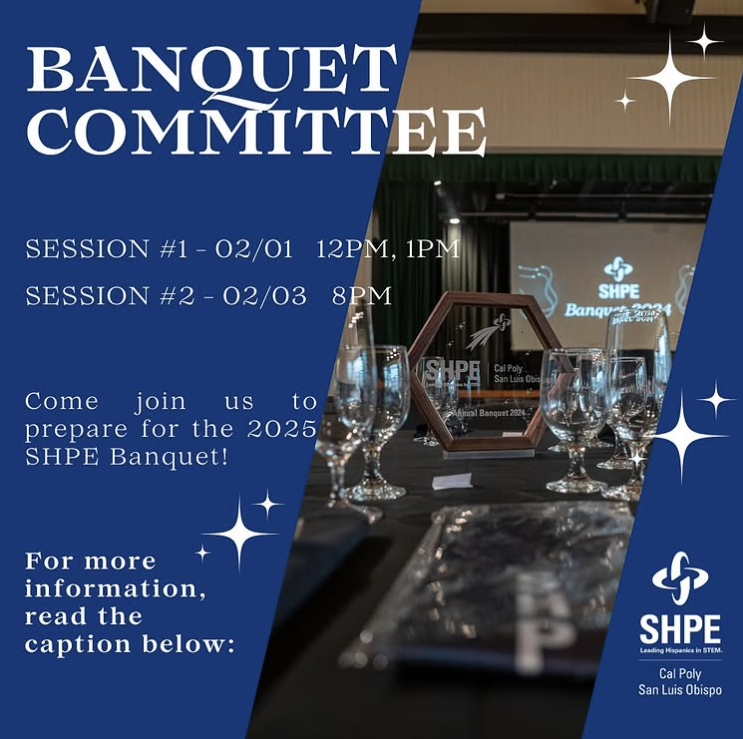 BANQUET
COMMITTEE
SESSION #1 - 02/01 12PM, 1PM
SESSION #2 - 02/03 8PM
Come join us to
prepare for the 2025
SHPE Banquet!
For more
information,
read the
caption below:
SHPE
Banquet 2024
SHPE
Cal Poly
San Luis Obispo
Annual Banquet 2024
SHPE
Leading Hispanics in STEM.
Cal Poly
San Luis Obispo